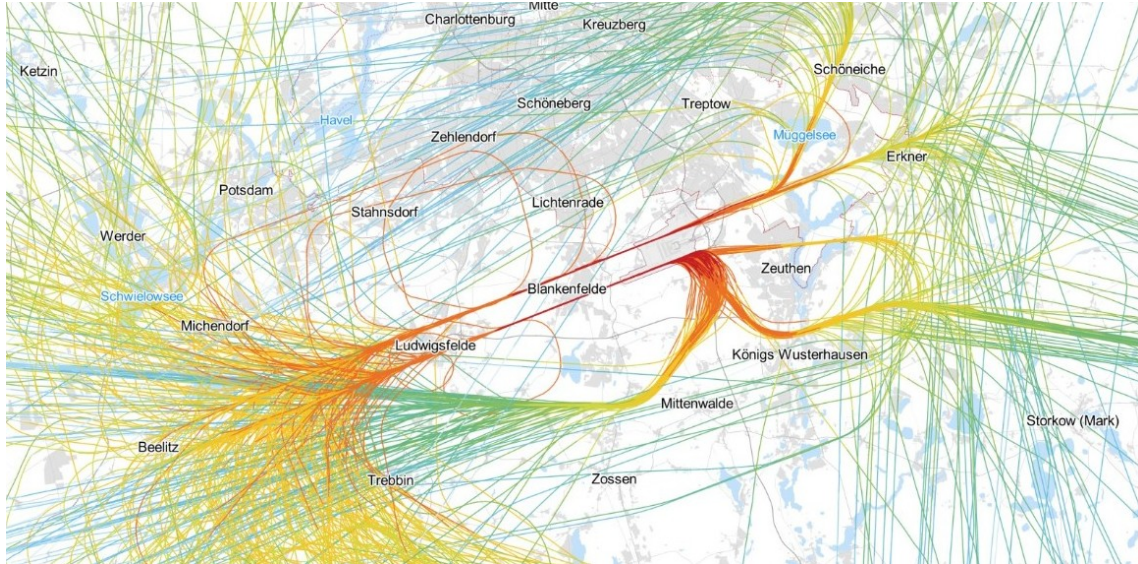 Mitte
Charlottenburg
Kreuzberg
Ketzin
Schöneiche
Schöneberg
Treptow
Havel
Müggelsee
Zehlendorf
Erkner
Potsdam
Lichtenrade
Stahnsdorf
Werder
Zeuthen
Blankenfelde
Schwielowsee
Michendorf
Ludwigsfelde
Königs Wusterhausen
Mittenwalde
Storkow (Mark)
Beelitz
Trebbin
Zossen